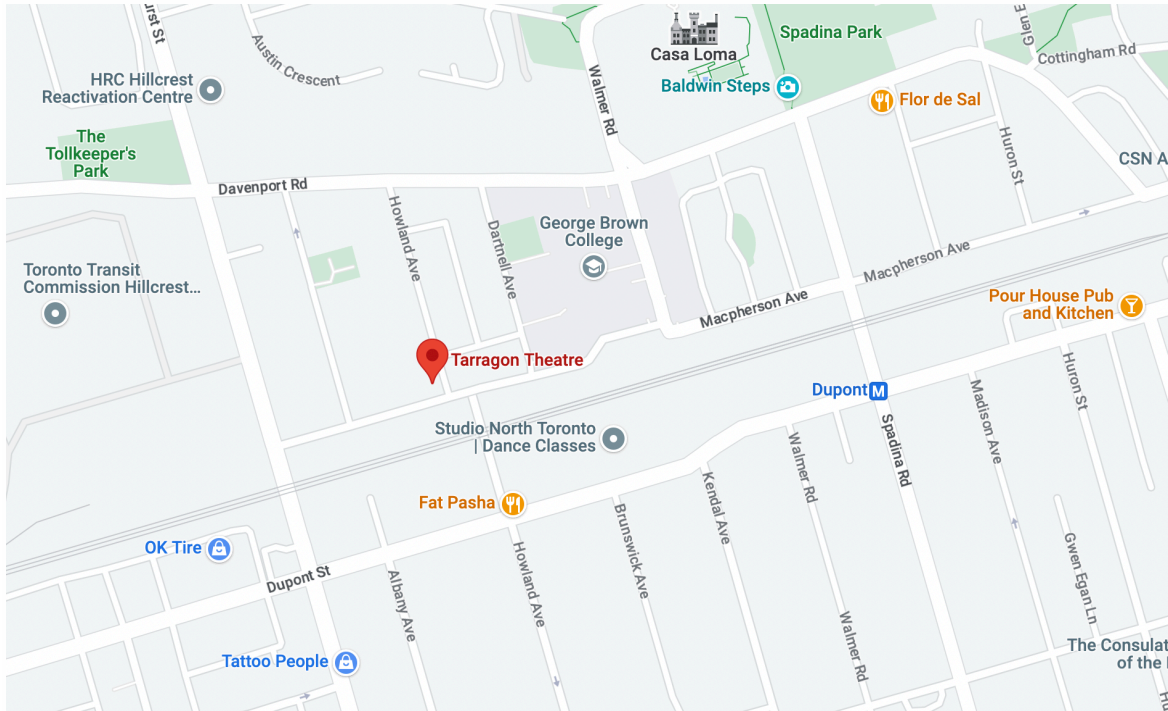 urst St
Austin Crescent
Casa Loma
Spadina Park
Glen E
Cottingham Rd
HRC Hillcrest
Reactivation Centre
Walmer Rd
Baldwin Steps
Flor de Sal
The
Tollkeeper's
Park
Huron St
CSN A
Davenport Rd
Howland Ave
Dartnell Ave
George Brown
College
Macpherson Ave
Toronto Transit
Commission Hillcrest...
Macpherson Ave
Pour House Pub
and Kitchen
Tarragon Theatre
Dupont
M
Huron St
Madison Ave
Studio North Toronto
| Dance Classes
Spadina Rd
Walmer Rd
Kendal Ave
Fat Pasha
Brunswick Ave
OK Tire
Howland Ave
Gwen Egan Ln
Dupont St
Albany Ave
Walmer Rd
Tattoo People
The Consulat
of the
Hu